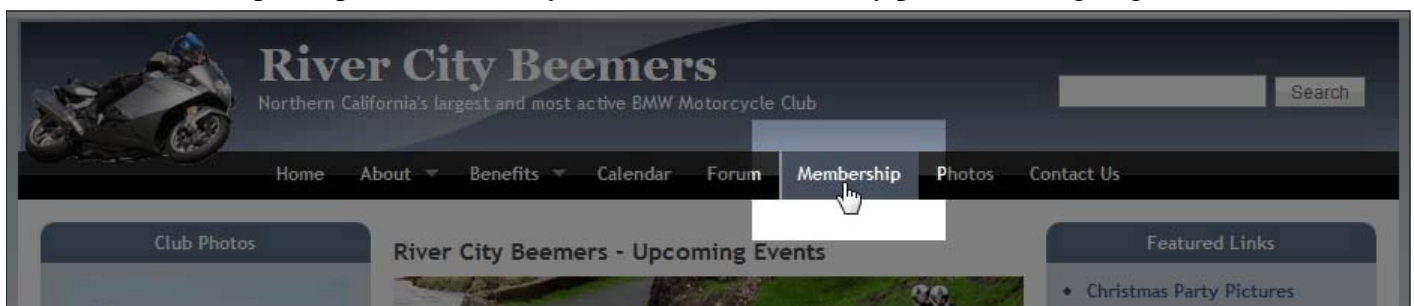 River City Beemers
Northern California's largest and most active BMW Motorcycle Club
Search
Home About Benefits Calendar Forum Membership Photos Contact Us
Club Photos
River City Beemers - Upcoming Events
Featured Links
• Christmas Party Pictures